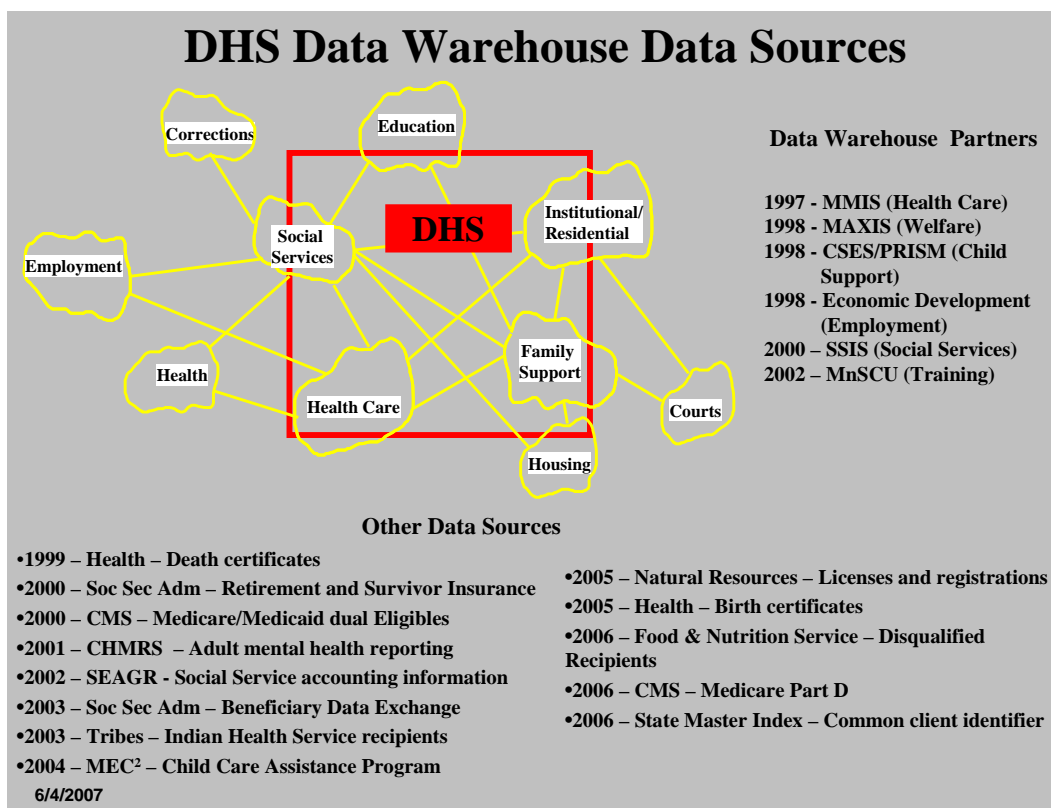 DHS Data Warehouse Data Sources
Corrections
Education
Data Warehouse Partners
Institutional/
Residential
DHS
Social
Services
Employment
1997 - MMIS (Health Care)
1998 - MAXIS (Welfare)
1998 - CSES/PRISM (Child
Support)
1998 - Economic Development
(Employment)
2000 – SSIS (Social Services)
2002 – MnSCU (Training)
Health
Family
Support
Health Care
Courts
Housing
Other Data Sources
•1999 – Health – Death certificates
•2000 – Soc Sec Adm – Retirement and Survivor Insurance
•2000 – CMS – Medicare/Medicaid dual Eligibles
•2001 – CHMRS – Adult mental health reporting
•2002 – SEAGR - Social Service accounting information
•2003 – Soc Sec Adm – Beneficiary Data Exchange
•2003 – Tribes – Indian Health Service recipients
•2004 – MEC² – Child Care Assistance Program
•2005 – Natural Resources – Licenses and registrations
•2005 – Health – Birth certificates
•2006 – Food & Nutrition Service – Disqualified
Recipients
•2006 – CMS – Medicare Part D
•2006 – State Master Index – Common client identifier
6/4/2007